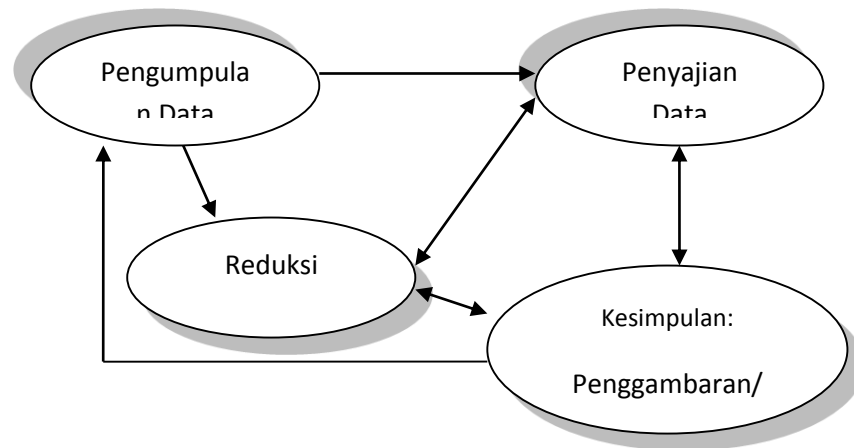 Pengumpula
n Data
Penyajian
Data
Reduksi
Kesimpulan:
Penggambaran/